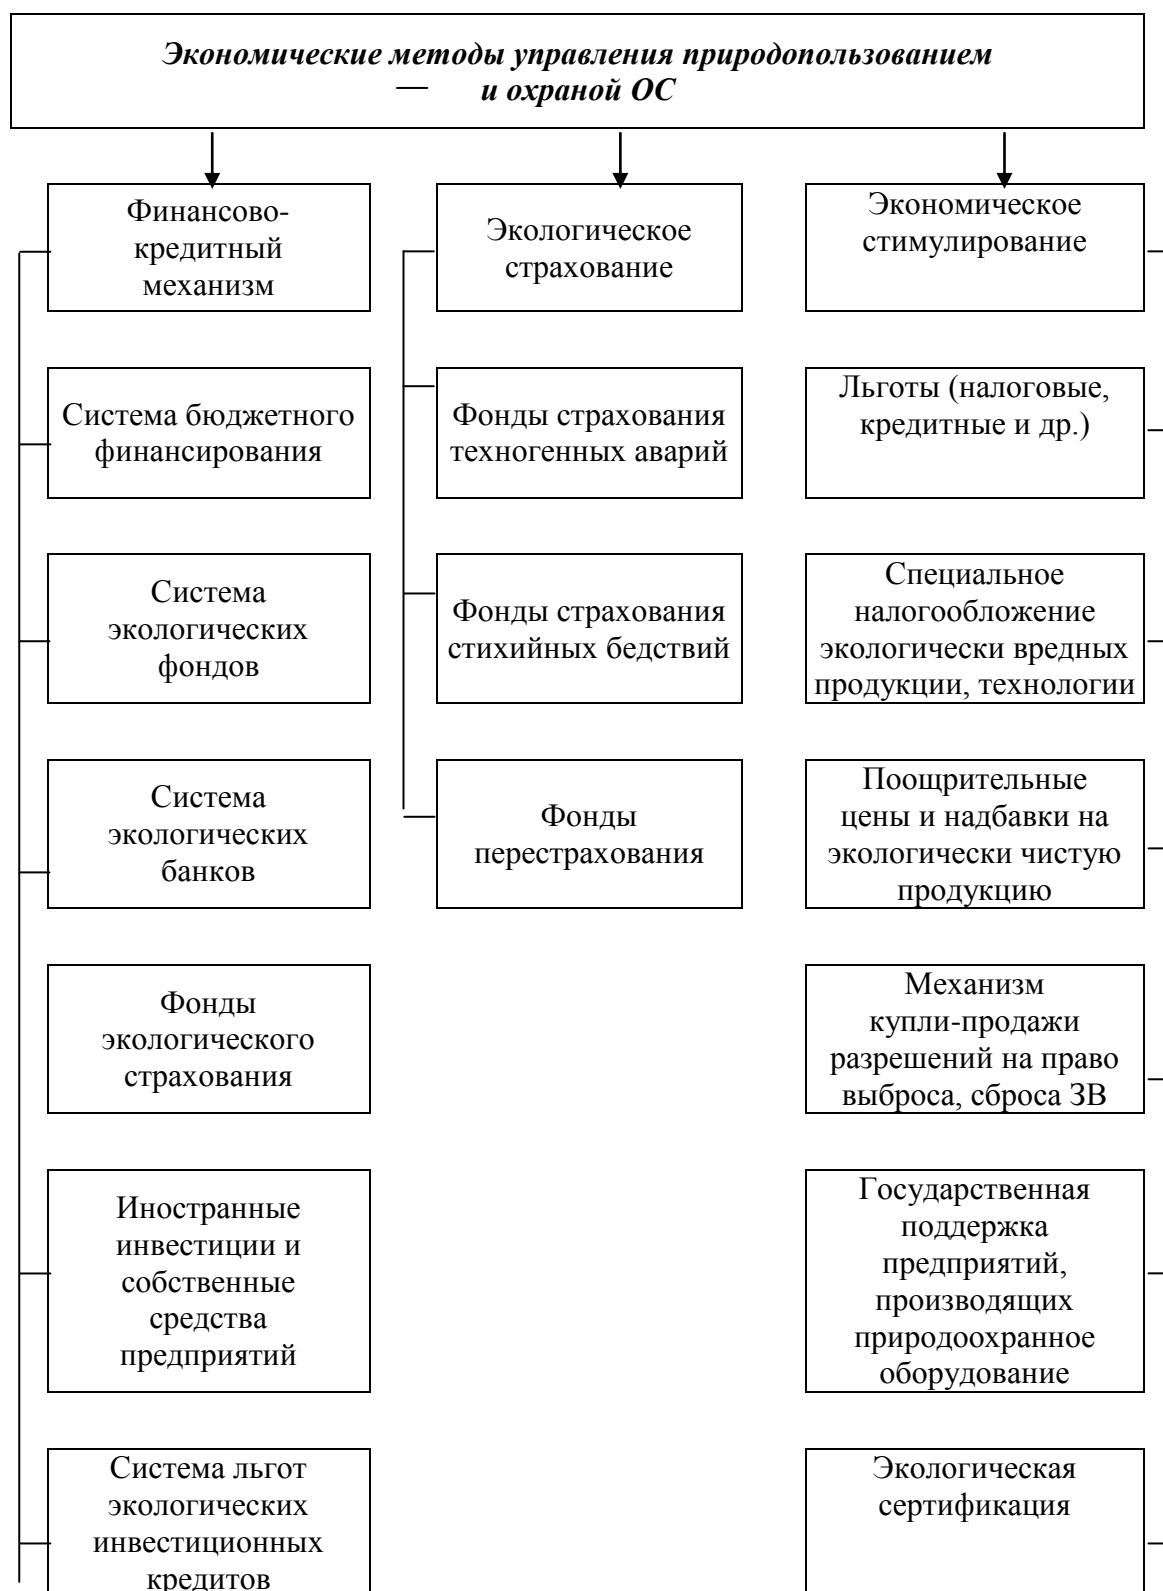 Экономические методы управления природопользованием
— и охраной ОС
Финансово-
кредитный
механизм
Экологическое
страхование
Экономическое
стимулирование
Система бюджетного
финансирования
Фонды страхования
техногенных аварий
Льготы (налоговые,
кредитные и др.)
Система
экологических
фондов
Фонды страхования
стихийных бедствий
Специальное
налогообложение
экологически вредных
продукции, технологии
Система
экологических
банков
Фонды
перестрахования
Поощрительные
цены и надбавки на
экологически чистую
продукцию
Фонды
экологического
страхования
Механизм
купли-продажи
разрешений на право
выброса, сброса ЗВ
Иностранные
инвестиции и
собственные
средства
предприятий
Государственная
поддержка
предприятий,
производящих
природоохранное
оборудование
Система льгот
экологических
инвестиционных
кредитов
Экологическая
сертификация